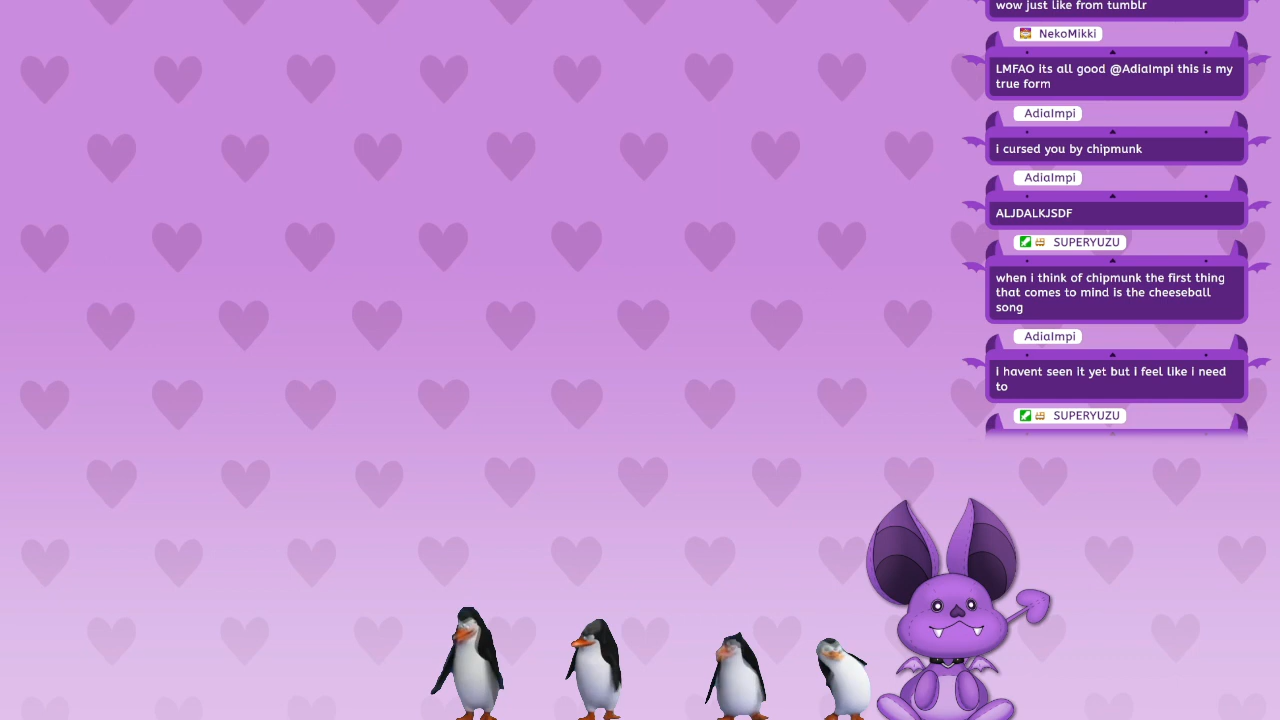 wow just like from tumblr
NekoMikki
LMFAO its all good @AdiaImpi this is my
true form
AdiaImpi
i cursed you by chipmunk
AdiaImpi
ALJDALKJSDF
SUPERYUZU
when i think of chipmunk the first thing
that comes to mind is the cheeseball
song
AdiaImpi
i havent seen it yet but I feel like i need
to
SUPERYUZU